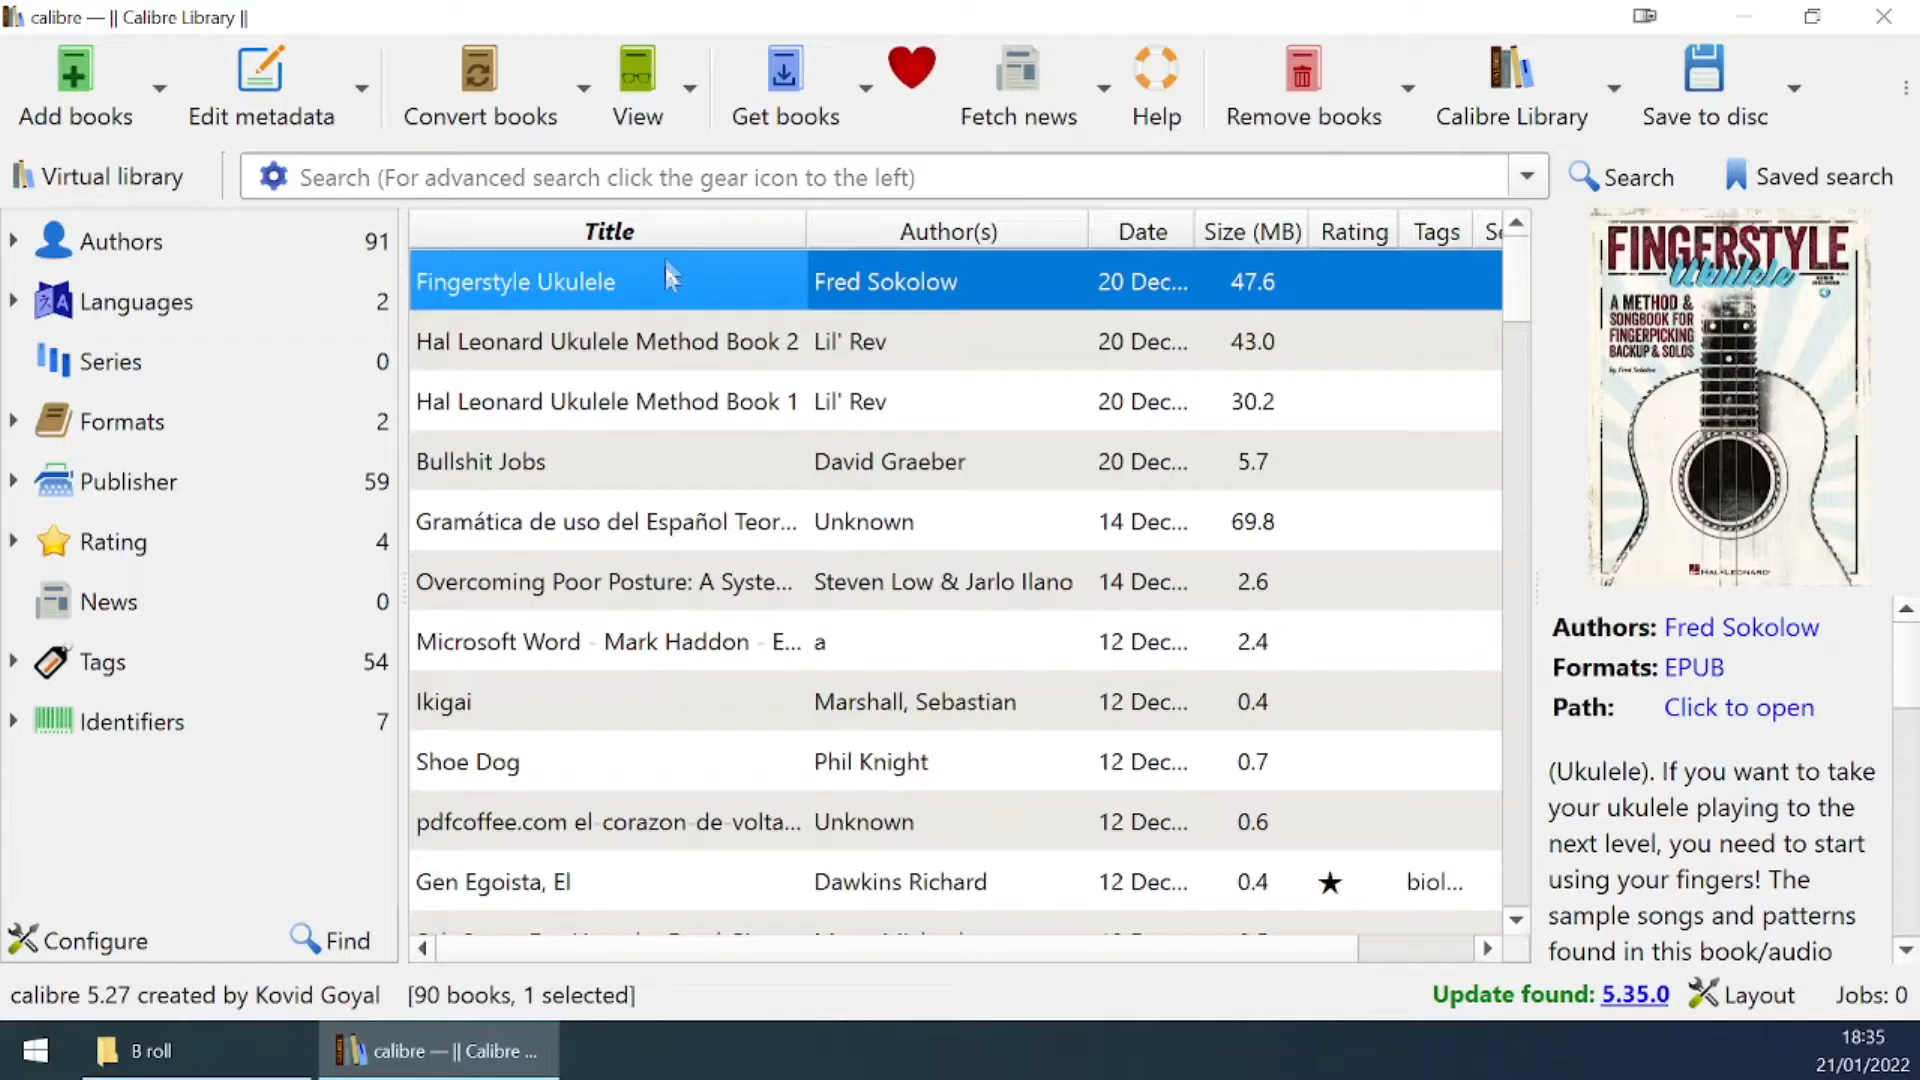 calibre — || Calibre Library ||
Add books
Edit metadata
Convert books
View
Get books
Fetch news
Help
Remove books
Calibre Library
Save to disc
Virtual library
Search (For advanced search click the gear icon to the left)
Search
Saved search
Authors 91
Languages 2
Series 0
Formats 2
Publisher 59
Rating 4
News 0
Tags 54
Identifiers 7
Configure
Find
Title Author(s) Date Size (MB) Rating Tags
Fingerstyle Ukulele Fred Sokolow 20 Dec... 47.6
Hal Leonard Ukulele Method Book 2 Lil' Rev 20 Dec... 43.0
Hal Leonard Ukulele Method Book 1 Lil' Rev 20 Dec... 30.2
Bullshit Jobs David Graeber 20 Dec... 5.7
Gramática de uso del Español Teor... Unknown 14 Dec... 69.8
Overcoming Poor Posture: A Syste... Steven Low & Jarlo Ilano 14 Dec... 2.6
Microsoft Word - Mark Haddon - E... a 12 Dec... 2.4
Ikigai Marshall, Sebastian 12 Dec... 0.4
Shoe Dog Phil Knight 12 Dec... 0.7
pdfcoffee.com el-corazon-de-volta... Unknown 12 Dec... 0.6
Gen Egoista, El Dawkins Richard 12 Dec... 0.4 ★ biol...
FINGERSTYLE
Ukulele
A METHOD &
SONGBOOK FOR
FINGERPICKING
BACKUP & SOLOS
by Fred Sokolow
HAL•LEONARD
Authors: Fred Sokolow
Formats: EPUB
Path: Click to open
(Ukulele). If you want to take
your ukulele playing to the
next level, you need to start
using your fingers! The
sample songs and patterns
found in this book/audio
calibre 5.27 created by Kovid Goyal [90 books, 1 selected]
Update found: 5.35.0
Layout
Jobs: 0
B roll
calibre — || Calibre ...
18:35
21/01/2022